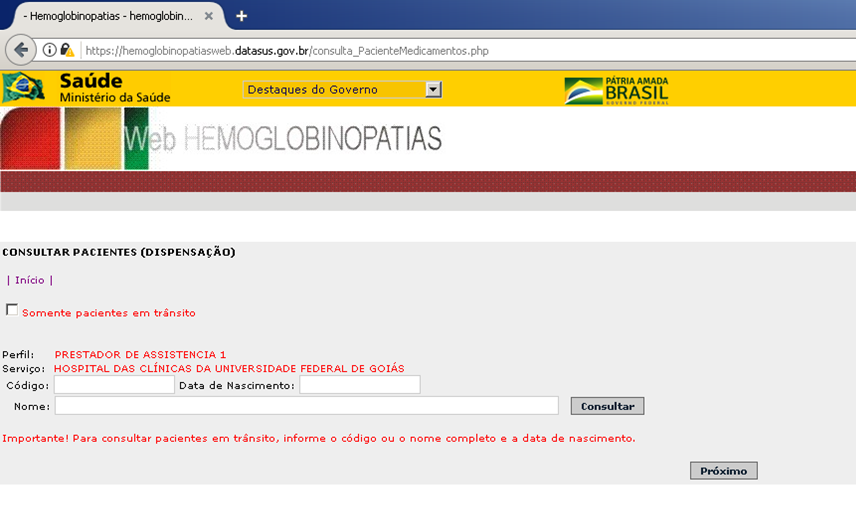 - Hemoglobinopatias - hemoglobin... × +
https://hemoglobinopatiasweb.datasus.gov.br/consulta_PacienteMedicamentos.php
Saúde
Ministério da Saúde
Destaques do Governo
PÁTRIA AMADA
BRASIL
GOVERNO FEDERAL
Web HEMOGLOBINOPATIAS
CONSULTAR PACIENTES (DISPENSAÇÃO)
| Início |
Somente pacientes em trânsito
Perfil: PRESTADOR DE ASSISTENCIA 1
Serviço: HOSPITAL DAS CLÍNICAS DA UNIVERSIDADE FEDERAL DE GOIÁS
Código: Data de Nascimento:
Nome: Consultar
Importante! Para consultar pacientes em trânsito, informe o código ou o nome completo e a data de nascimento.
Próximo